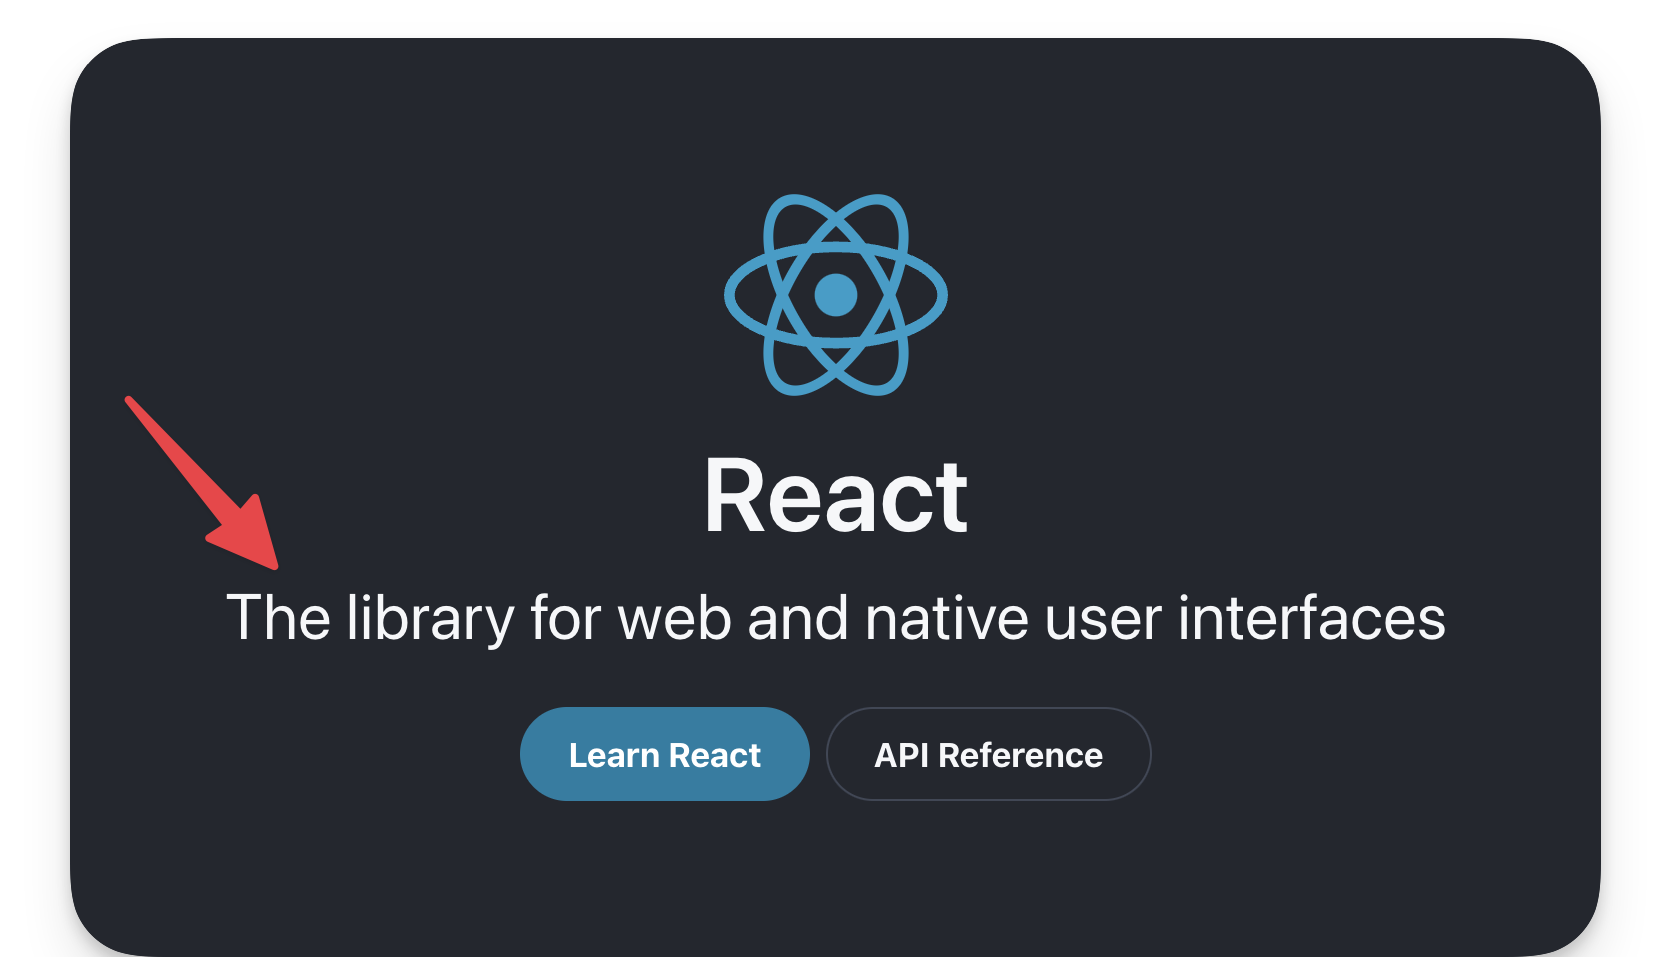 React
The library for web and native user interfaces
Learn React
API Reference